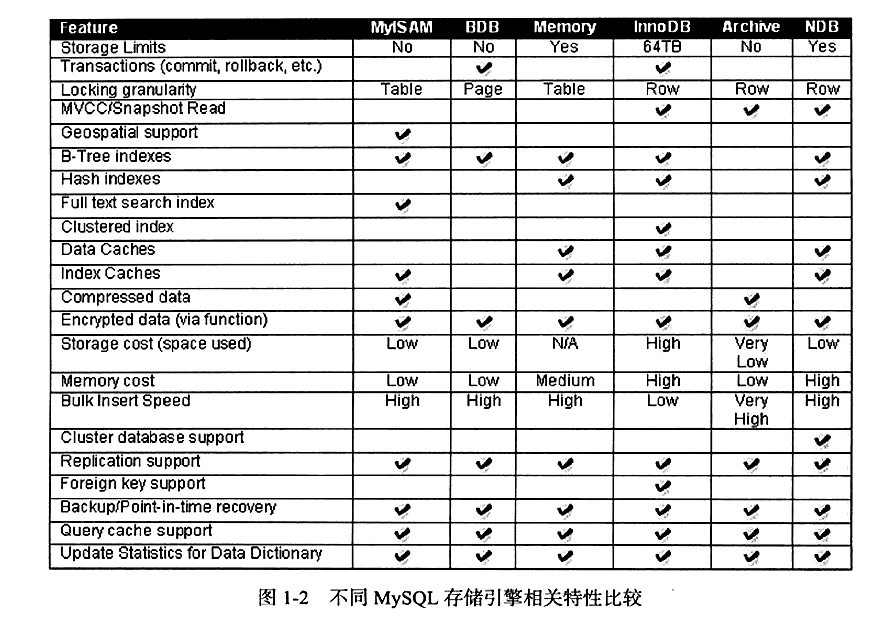 Feature MyISAM BDB Memory InnoDB Archive NDB
Storage Limits No No Yes 64TB No Yes
Transactions (commit, rollback, etc.) ✔ ✔
Locking granularity Table Page Table Row Row Row
MVCC/Snapshot Read ✔ ✔ ✔
Geospatial support ✔
B-Tree indexes ✔ ✔ ✔ ✔ ✔
Hash indexes ✔ ✔ ✔
Full text search index ✔
Clustered index ✔
Data Caches ✔ ✔ ✔
Index Caches ✔ ✔ ✔ ✔
Compressed data ✔ ✔
Encrypted data (via function) ✔ ✔ ✔ ✔ ✔ ✔
Storage cost (space used) Low Low N/A High Very Low Low
Memory cost Low Low Medium High Low High
Bulk Insert Speed High High High Low Very High High
Cluster database support ✔
Replication support ✔ ✔ ✔ ✔ ✔ ✔
Foreign key support ✔
Backup/Point-in-time recovery ✔ ✔ ✔ ✔ ✔ ✔
Query cache support ✔ ✔ ✔ ✔ ✔ ✔
Update Statistics for Data Dictionary ✔ ✔ ✔ ✔ ✔ ✔
图 1-2 不同 MySQL 存储引擎相关特性比较